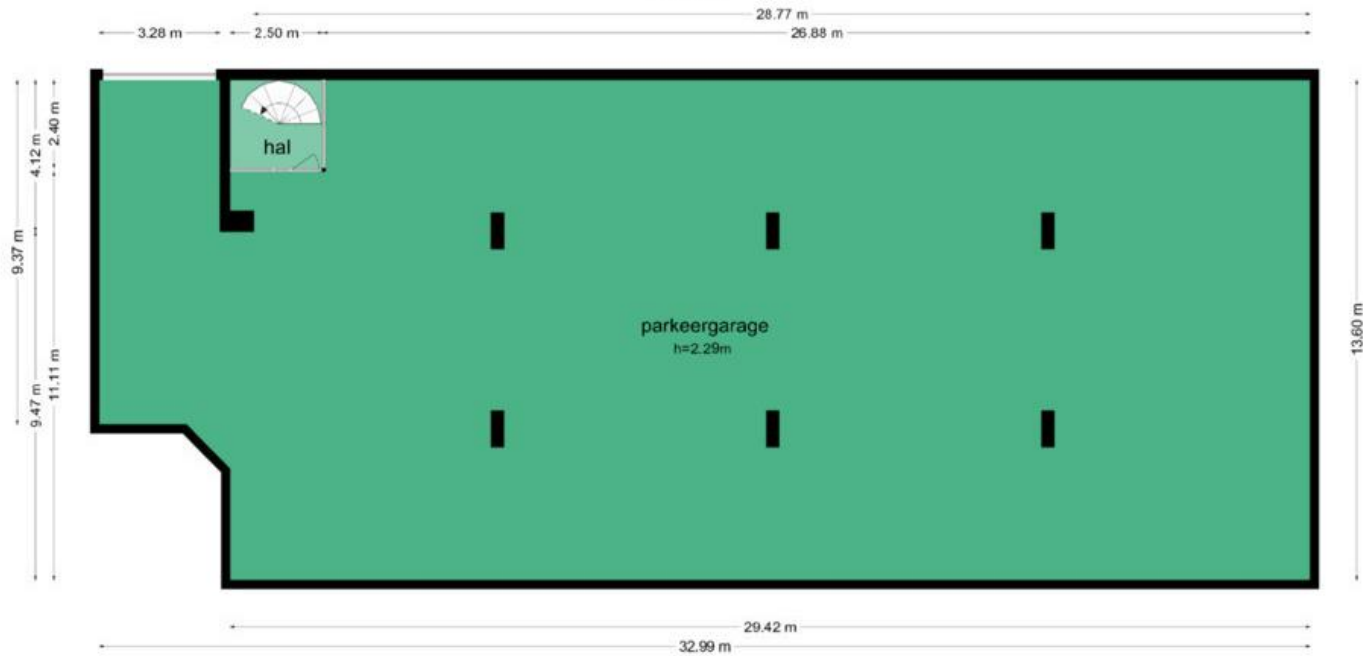 28.77 m
3.28 m
2.50 m
26.88 m
2.40 m
4.12 m
hal
9.37 m
13.60 m
parkeergarage
h=2.29m
11.11 m
9.47 m
29.42 m
32.99 m